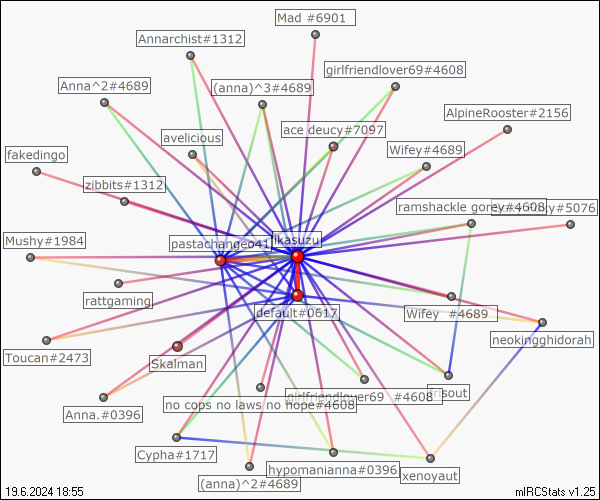 Mad #6901
Annarchist#1312
girlfriendlover69#4608
Anna^2#4689
(anna)^3#4689
AlpineRooster#2156
ace deucy#7097
avelicious
Wifey#4689
fakedingo
zibbits#1312
ramshackle gorey#4608
#5076
Mushy#1984
pastachangeo41
likasuzu
rattgaming
default#0617
Wifey #4689
neokingghidorah
Toucan#2473
Skalman
no cops no laws no hope#4608
girlfriendlover69 #4608
Anna.#0396
Cypha#1717
(anna)^2#4689
hypomanianna#0396
xenoyaut
19.6.2024 18:55
mIRCStats v1.25